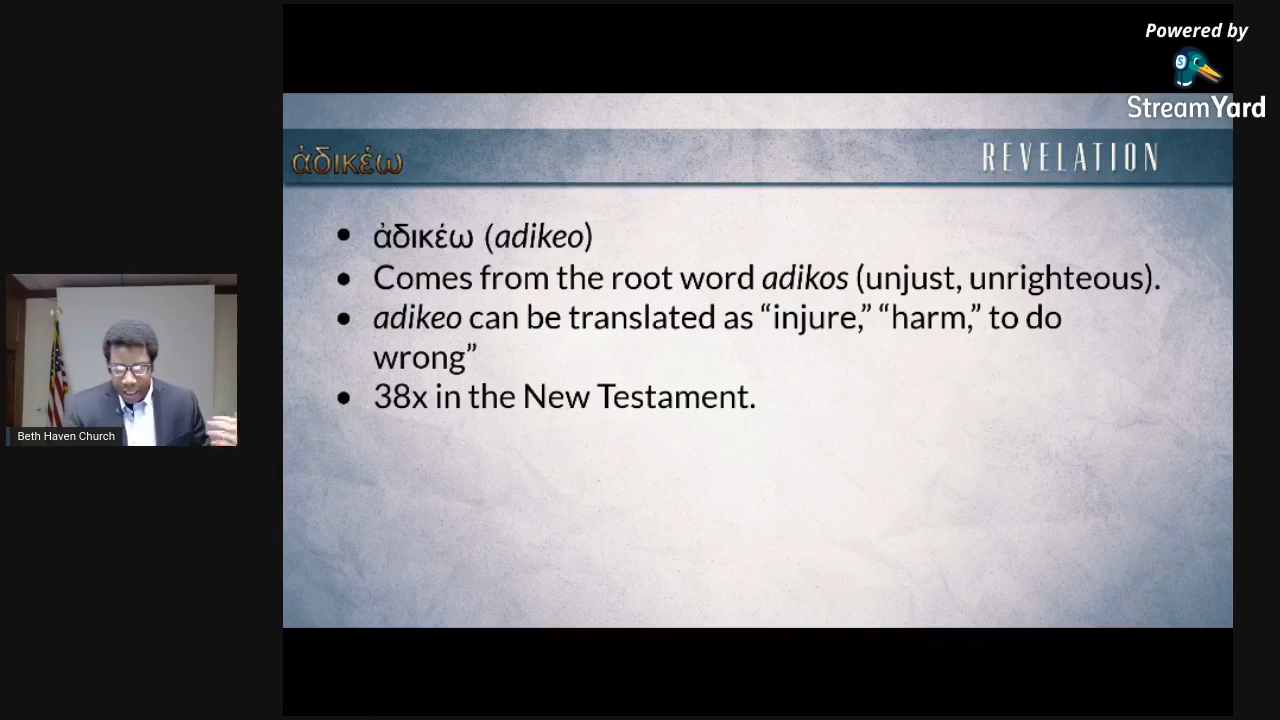 Powered by
StreamYard
ἀδικέω
REVELATION
• ἀδικέω (adikeo)
• Comes from the root word adikos (unjust, unrighteous).
• adikeo can be translated as “injure,” “harm,” to do
wrong”
• 38x in the New Testament.
Beth Haven Church